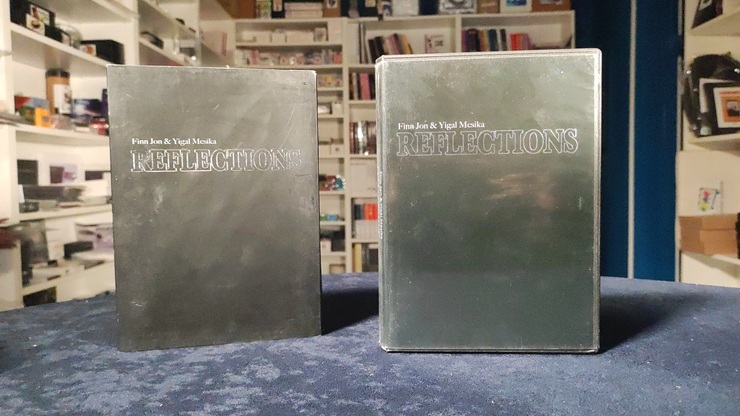 Finn Jon & Yigal Mesika
REFLECTIONS
Finn Jon & Yigal Mesika
REFLECTIONS